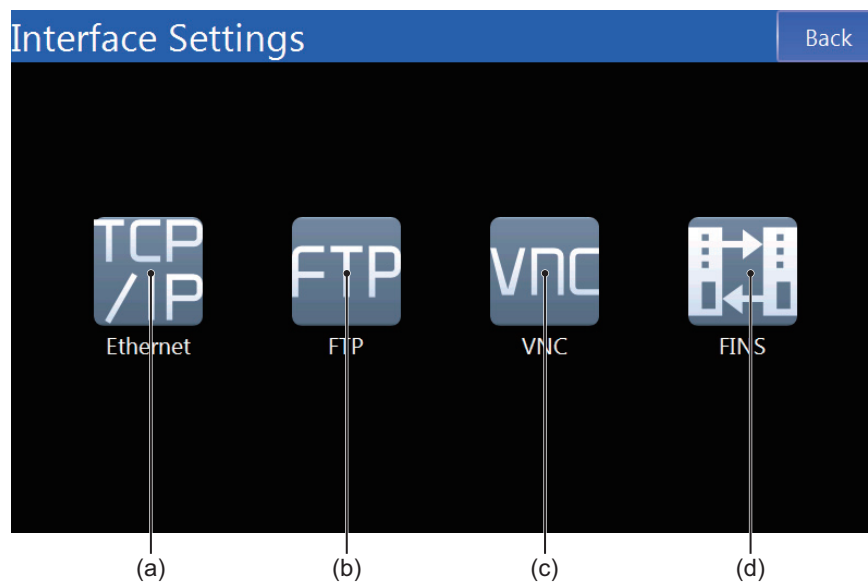 Interface Settings
Back
TCP
/IP
FTP
VNC
Ethernet
FTP
VNC
FINS
(a)
(b)
(c)
(d)